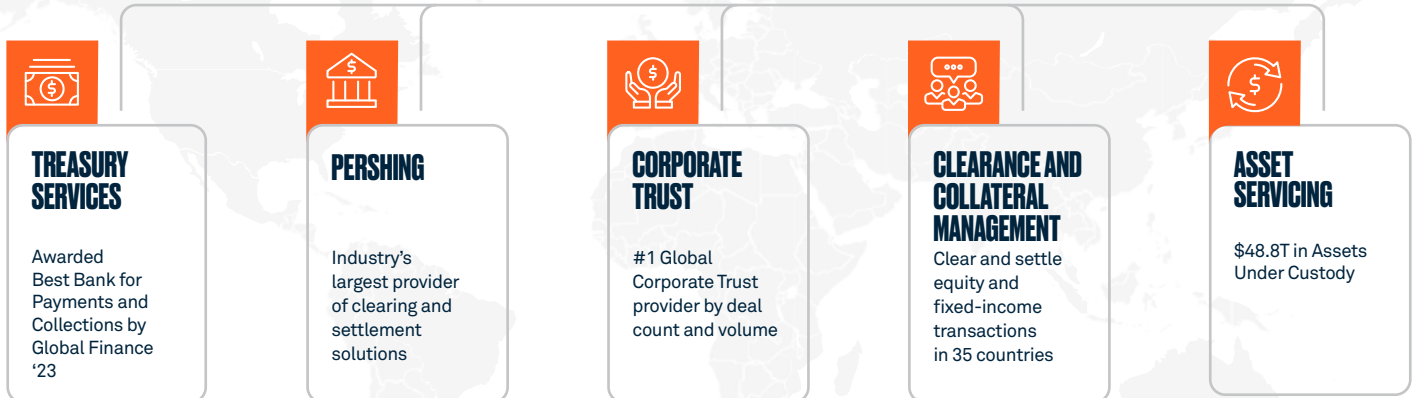 TREASURY
SERVICES
Awarded
Best Bank for
Payments and
Collections by
Global Finance
‘23
PERSHING
Industry’s
largest provider
of clearing and
settlement
solutions
CORPORATE
TRUST
#1 Global
Corporate Trust
provider by deal
count and volume
CLEARANCE AND
COLLATERAL
MANAGEMENT
Clear and settle
equity and
fixed-income
transactions
in 35 countries
ASSET
SERVICING
$48.8T in Assets
Under Custody